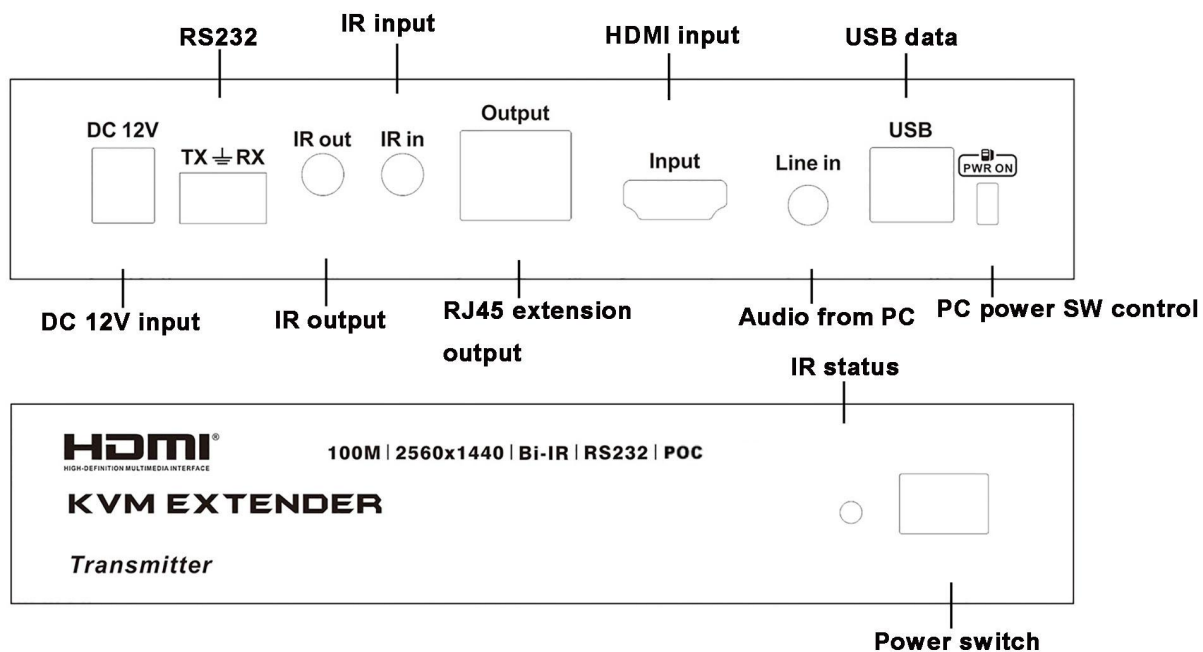 RS232
IR input
HDMI input
USB data
DC 12V
TX RX
IR out
IR in
Output
Input
Line in
USB
PWR ON
DC 12V input
IR output
RJ45 extension
output
Audio from PC
PC power SW control
IR status
HDMI®
HIGH-DEFINITION MULTIMEDIA INTERFACE
100M | 2560x1440 | Bi-IR | RS232 | POC
KVM EXTENDER
Transmitter
Power switch